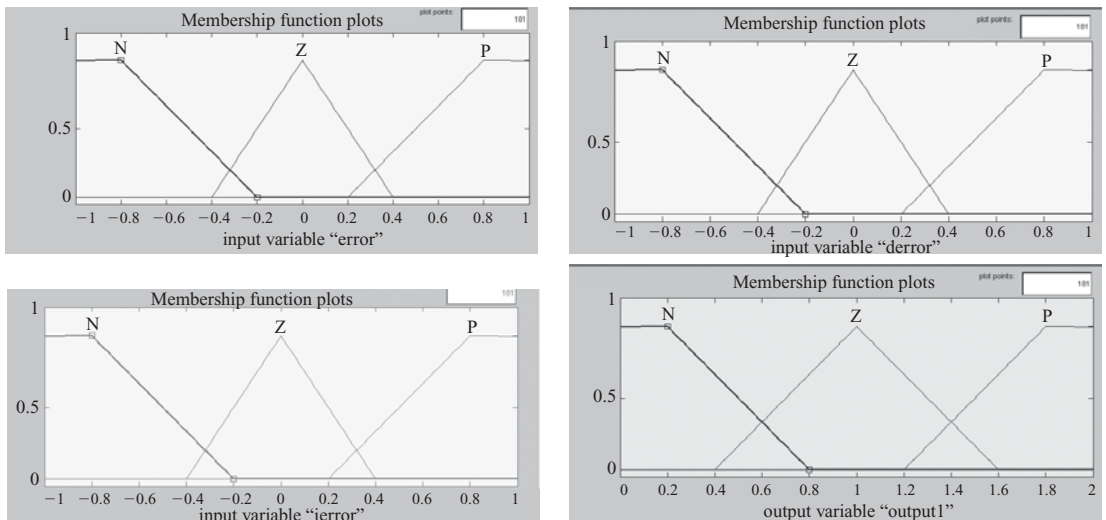 Membership function plots
plot points:
101
1
N
Z
P
0.5
0
−1 −0.8 −0.6 −0.4 −0.2 0 0.2 0.4 0.6 0.8 1
input variable “error”
Membership function plots
plot points:
101
1
N
Z
P
0.5
0
−1 −0.8 −0.6 −0.4 −0.2 0 0.2 0.4 0.6 0.8 1
input variable “derror”
Membership function plots
101
1
N
Z
P
0.5
0
−1 −0.8 −0.6 −0.4 −0.2 0 0.2 0.4 0.6 0.8 1
input variable “ierror”
Membership function plots
plot points:
101
1
N
Z
P
0.5
0
0 0.2 0.4 0.6 0.8 1 1.2 1.4 1.6 1.8 2
output variable “output1”